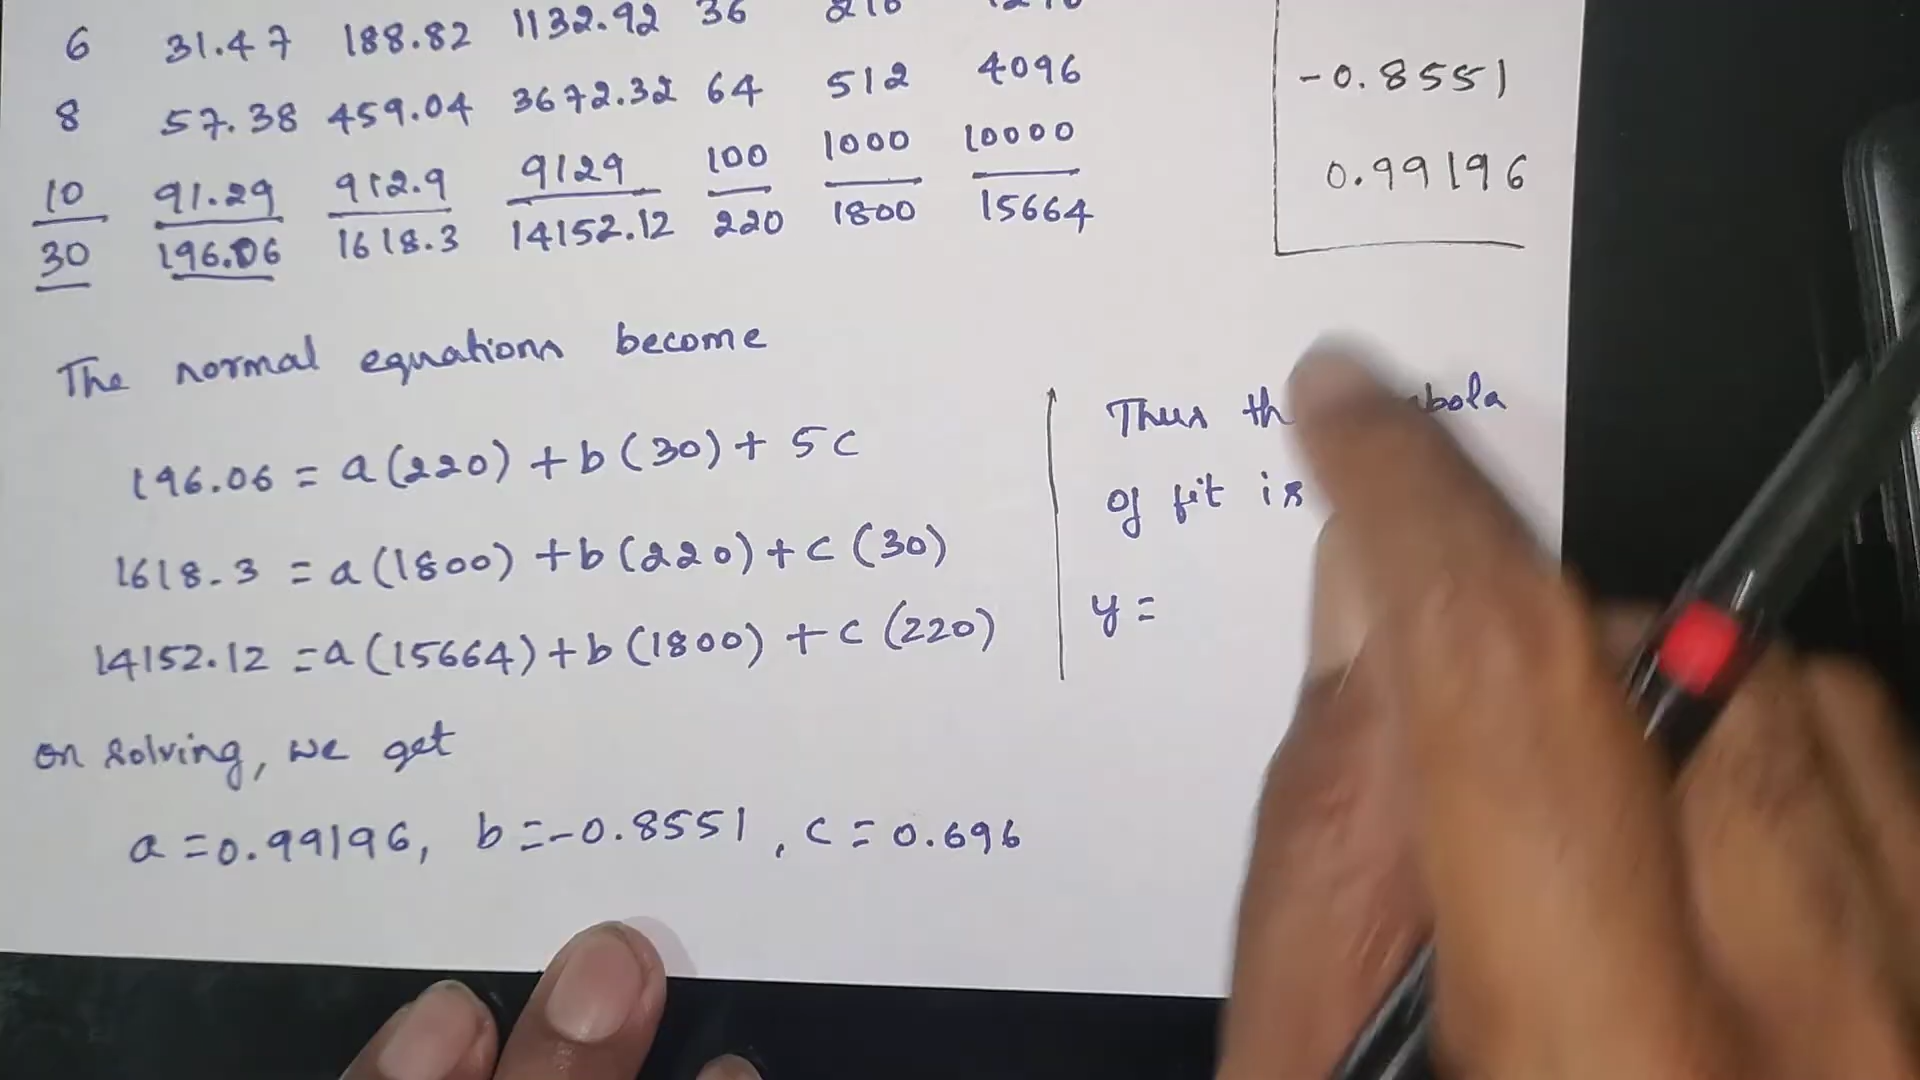 6 31.47 188.82 1132.92 36
8 57.38 459.04 3672.32 64 512 4096
10 91.29 912.9 9129 100 1000 10000
30 196.06 1618.3 14152.12 220 1800 15664
-0.8551
0.99196
The normal equations become
196.06 = a(220) + b(30) + 5c
1618.3 = a(1800) + b(220) + c(30)
14152.12 = a(15664) + b(1800) + c(220)
on solving, we get
a = 0.99196, b = -0.8551, c = 0.696
Thus
of fit is
y =